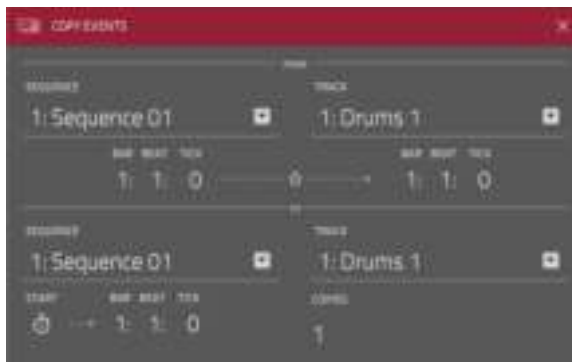 COPY EVENTS
FROM
SEQUENCE TRACK
1: Sequence 01 1: Drums 1
BAR BEAT TICK BAR BEAT TICK
1: 1: 0 1: 1: 0
TO
SEQUENCE TRACK
1: Sequence 01 1: Drums 1
START BAR BEAT TICK COPIES
1: 1: 0
1